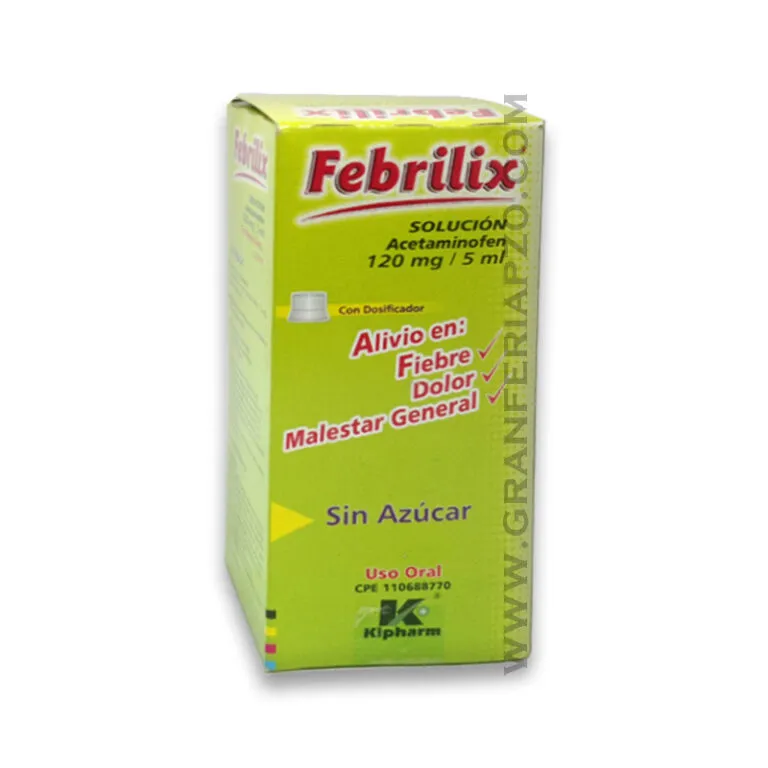 Febrilix
Febrilix®
SOLUCIÓN
Acetaminofen
120 mg / 5 ml
Con Dosificador
Alivio en:
Fiebre
Dolor
Malestar General
Sin Azúcar
Uso Oral
CPE 110688770
K®
Kipharm
WWW.GRANFERIAPZO.COM